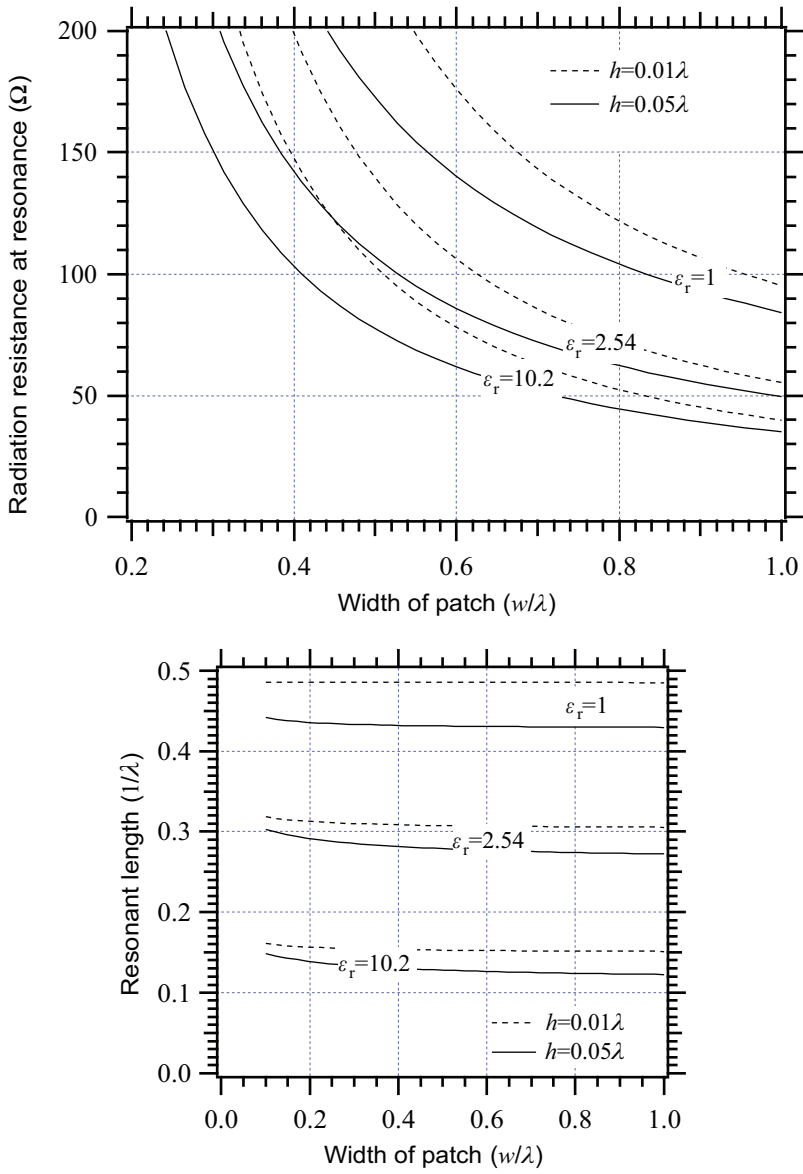 Radiation resistance at resonance (Ω)
200
150
100
50
0
h=0.01λ
h=0.05λ
εr=1
εr=2.54
εr=10.2
0.2 0.4 0.6 0.8 1.0
Width of patch (w/λ)
Resonant length (1/λ)
0.5
0.4
0.3
0.2
0.1
0.0
εr=1
εr=2.54
εr=10.2
h=0.01λ
h=0.05λ
0.0 0.2 0.4 0.6 0.8 1.0
Width of patch (w/λ)